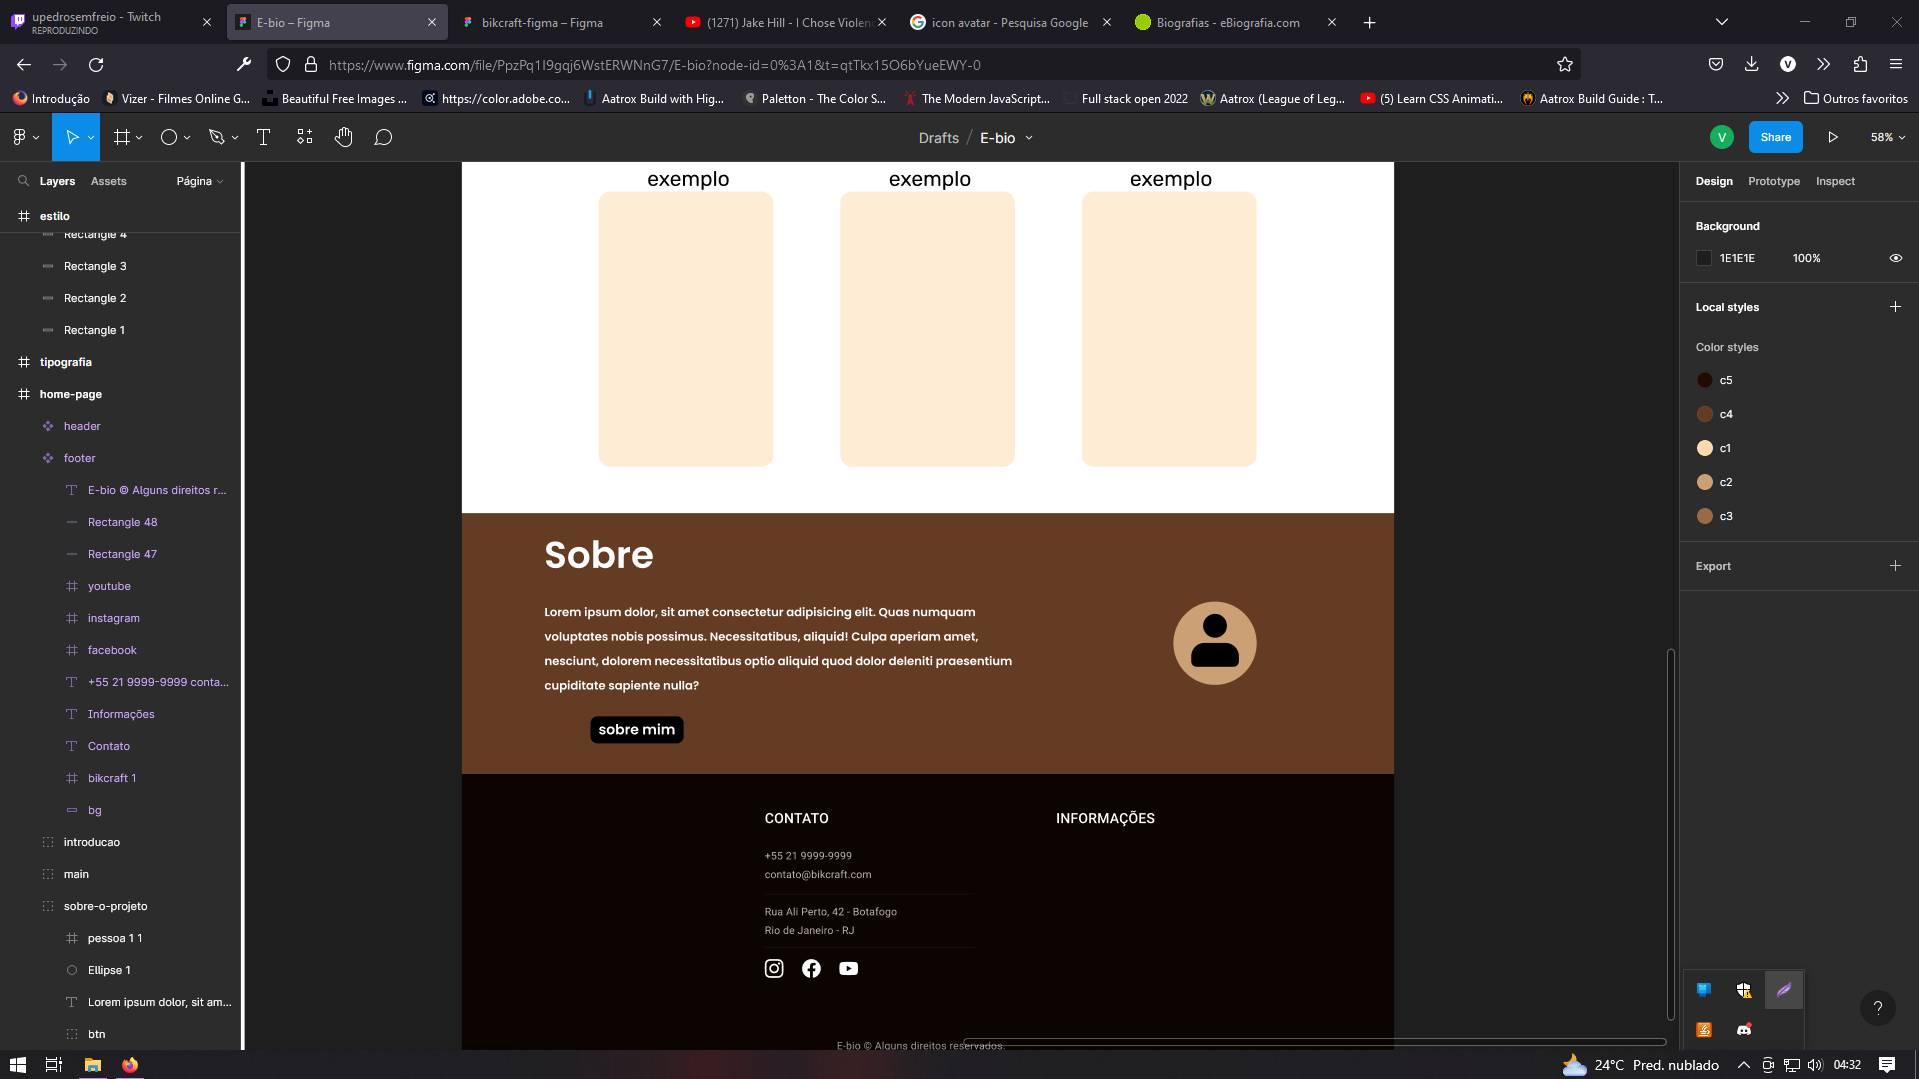 upedrosemfreio - Twitch
REPRODUZINDO
E-bio – Figma
bikcraft-figma – Figma
(1271) Jake Hill - I Chose Violen
icon avatar - Pesquisa Google
Biografias - eBiografia.com
https://www.figma.com/file/PpzPq1I9gqj6WstERWNnG7/E-bio?node-id=0%3A1&t=qtTkx15O6bYueEWY-0
Introdução
Vizer - Filmes Online G...
Beautiful Free Images ...
https://color.adobe.co...
Aatrox Build with Hig...
Paletton - The Color S...
The Modern JavaScript...
Full stack open 2022
Aatrox (League of Leg...
(5) Learn CSS Animati...
Aatrox Build Guide : T...
Outros favoritos
Drafts / E-bio
V
Share
58%
Layers
Assets
Página
estilo
Rectangle 4
Rectangle 3
Rectangle 2
Rectangle 1
tipografia
home-page
header
footer
E-bio © Alguns direitos r...
Rectangle 48
Rectangle 47
youtube
instagram
facebook
+55 21 9999-9999 conta...
Informações
Contato
bikcraft 1
bg
introducao
main
sobre-o-projeto
pessoa 1 1
Ellipse 1
Lorem ipsum dolor, sit am...
btn
exemplo
exemplo
exemplo
Sobre
Lorem ipsum dolor, sit amet consectetur adipisicing elit. Quas numquam
voluptates nobis possimus. Necessitatibus, aliquid! Culpa aperiam amet,
nesciunt, dolorem necessitatibus optio aliquid quod dolor deleniti praesentium
cupiditate sapiente nulla?
sobre mim
CONTATO
+55 21 9999-9999
contato@bikcraft.com
Rua Ali Perto, 42 - Botafogo
Rio de Janeiro - RJ
INFORMAÇÕES
E-bio © Alguns direitos reservados.
Design
Prototype
Inspect
Background
1E1E1E
100%
Local styles
Color styles
c5
c4
c1
c2
c3
Export
?
24°C
Pred. nublado
04:32